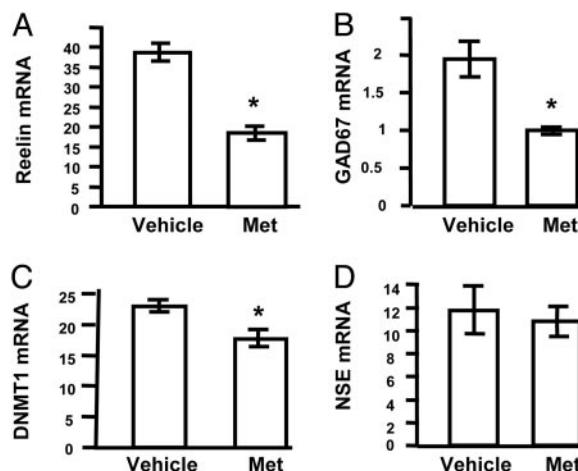 A
Reelin mRNA
40
35
30
25
20
15
10
5
0
*
Vehicle Met
B
GAD67 mRNA
2
1.5
1
0.5
0
*
Vehicle Met
C
DNMT1 mRNA
25
20
15
10
5
0
*
Vehicle Met
D
NSE mRNA
14
12
10
8
6
4
2
0
Vehicle Met